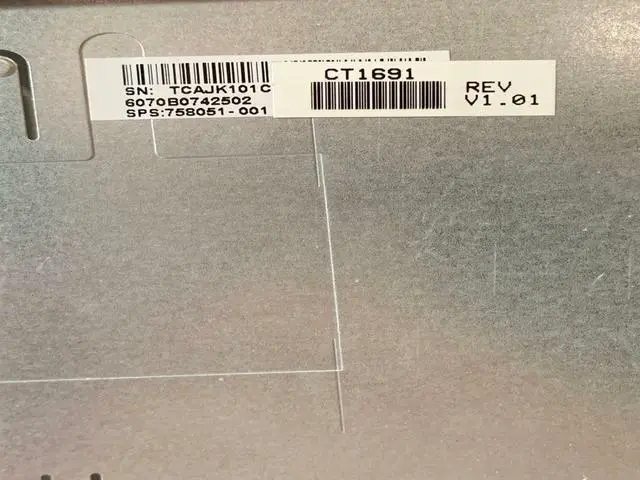 SN: TCAJK101C
6070B0742502
SPS:758051-001
CT1691
REV
V1.01